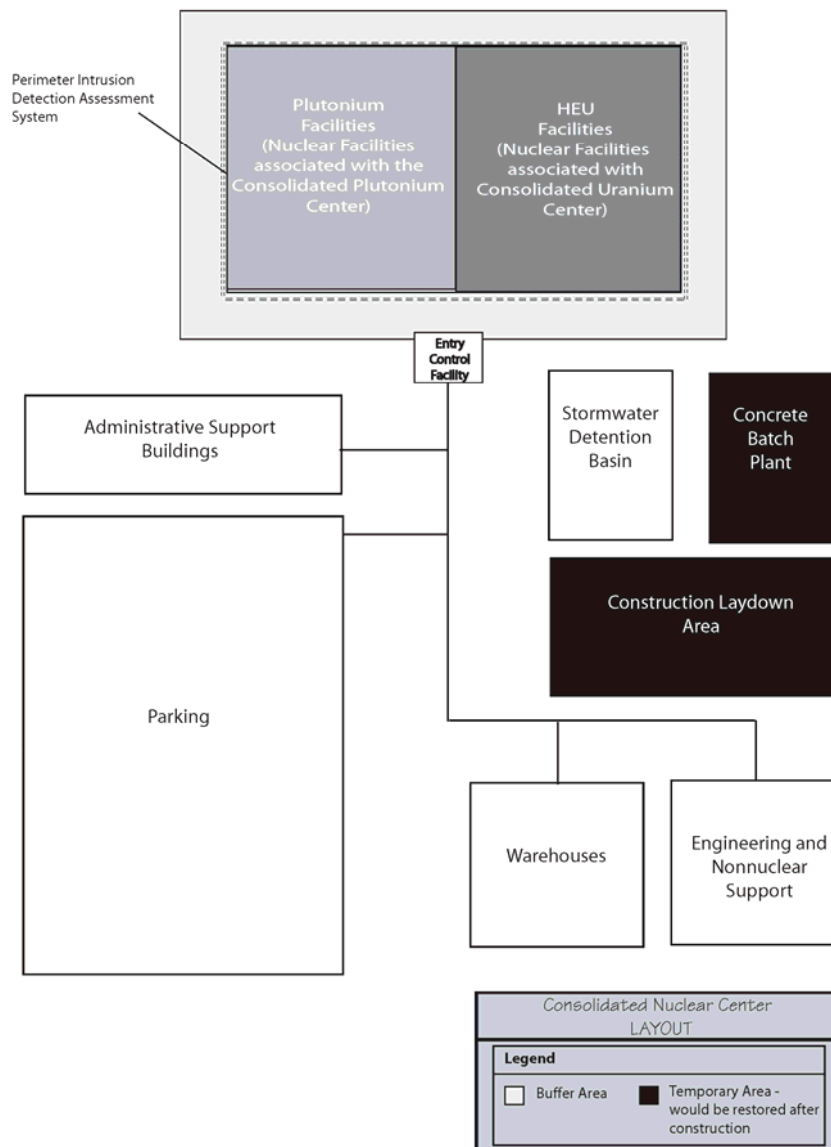 Perimeter Intrusion
Detection Assessment
System
Plutonium
Facilities
(Nuclear Facilities
associated with the
Consolidated Plutonium
Center)
HEU
Facilities
(Nuclear Facilities
associated with
Consolidated Uranium
Center)
Entry
Control
Facility
Administrative Support
Buildings
Stormwater
Detention
Basin
Concrete
Batch
Plant
Construction Laydown
Area
Parking
Warehouses
Engineering and
Nonnuclear
Support
Consolidated Nuclear Center
LAYOUT
Legend
Buffer Area
Temporary Area -
would be restored after
construction